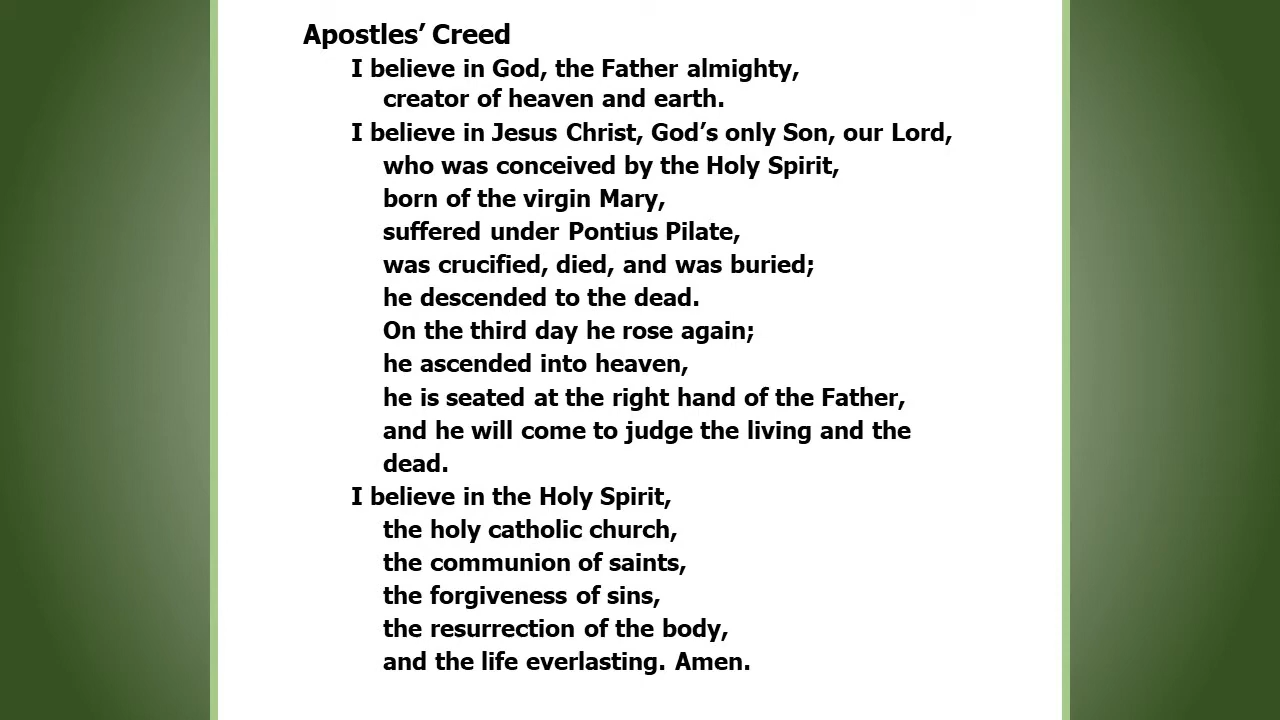 Apostles’ Creed
I believe in God, the Father almighty,
creator of heaven and earth.
I believe in Jesus Christ, God’s only Son, our Lord,
who was conceived by the Holy Spirit,
born of the virgin Mary,
suffered under Pontius Pilate,
was crucified, died, and was buried;
he descended to the dead.
On the third day he rose again;
he ascended into heaven,
he is seated at the right hand of the Father,
and he will come to judge the living and the
dead.
I believe in the Holy Spirit,
the holy catholic church,
the communion of saints,
the forgiveness of sins,
the resurrection of the body,
and the life everlasting. Amen.